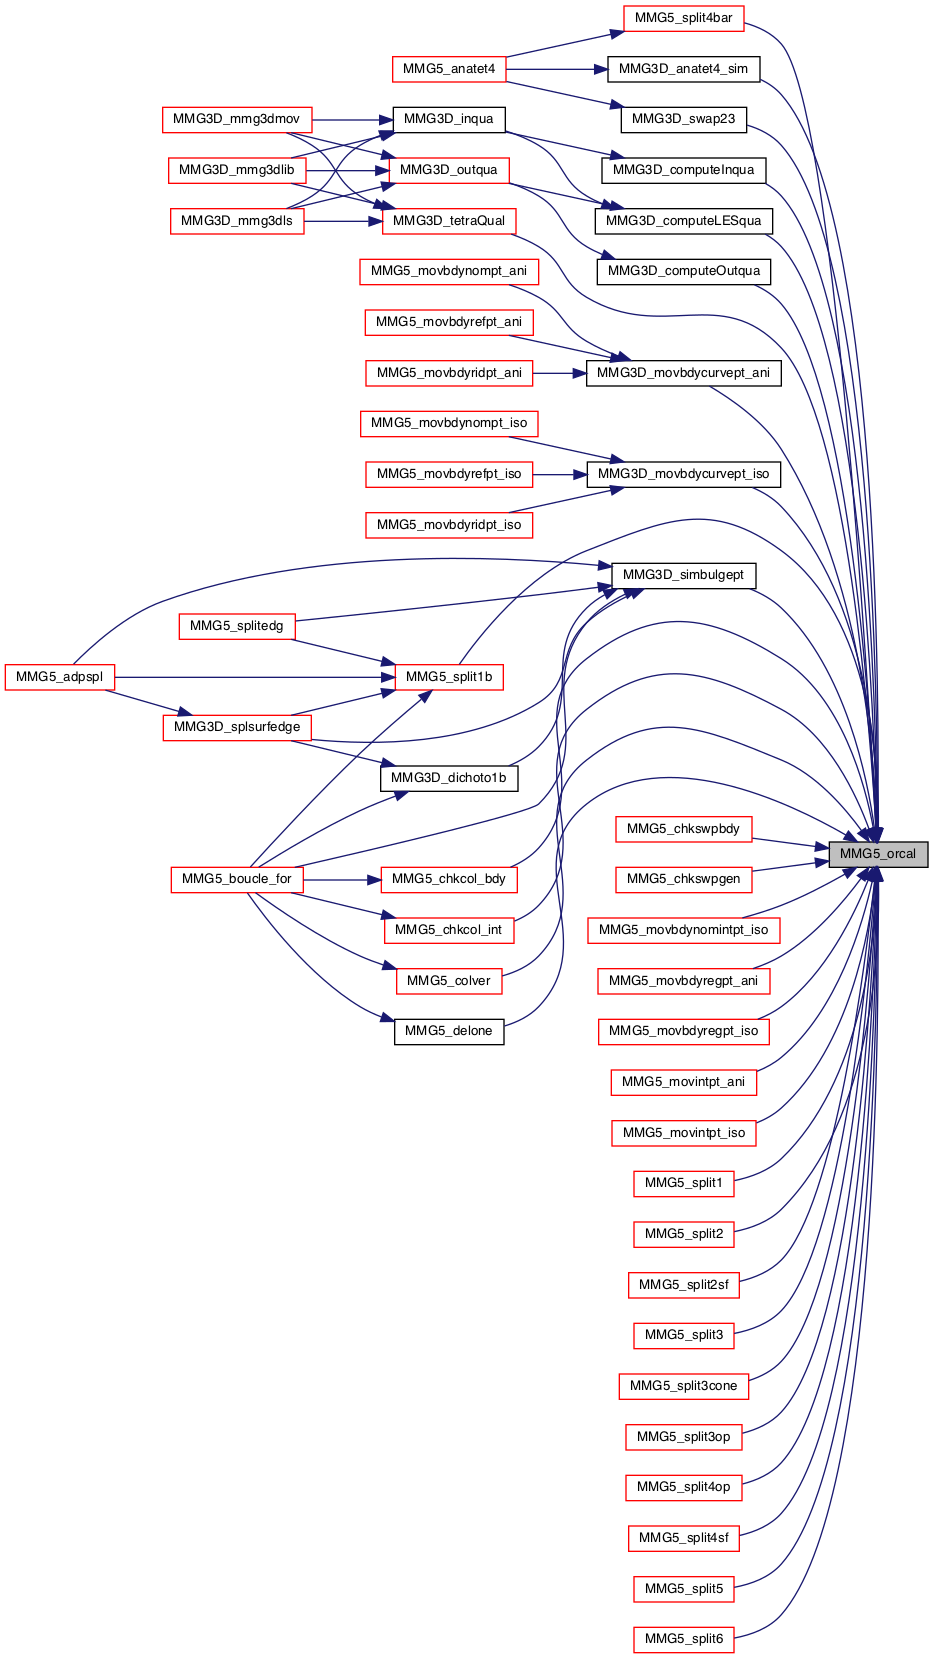 MMG5_split4bar
MMG5_anatet4
MMG3D_anatet4_sim
MMG3D_mmg3dmov
MMG3D_inqua
MMG3D_swap23
MMG3D_mmg3dlib
MMG3D_outqua
MMG3D_computeInqua
MMG3D_mmg3dls
MMG3D_tetraQual
MMG3D_computeLESqua
MMG5_movbdynompt_ani
MMG3D_computeOutqua
MMG5_movbdyrefpt_ani
MMG5_movbdyridpt_ani
MMG3D_movbdycurvept_ani
MMG5_movbdynompt_iso
MMG5_movbdyrefpt_iso
MMG3D_movbdycurvept_iso
MMG5_movbdyridpt_iso
MMG3D_simbulgept
MMG5_splitedg
MMG5_adpspl
MMG5_split1b
MMG3D_splsurfedge
MMG3D_dichoto1b
MMG5_chkswpbdy
MMG5_orcal
MMG5_boucle_for
MMG5_chkcol_bdy
MMG5_chkswpgen
MMG5_chkcol_int
MMG5_movbdynomintpt_iso
MMG5_colver
MMG5_movbdyregpt_ani
MMG5_delone
MMG5_movbdyregpt_iso
MMG5_movintpt_ani
MMG5_movintpt_iso
MMG5_split1
MMG5_split2
MMG5_split2sf
MMG5_split3
MMG5_split3cone
MMG5_split3op
MMG5_split4op
MMG5_split4sf
MMG5_split5
MMG5_split6